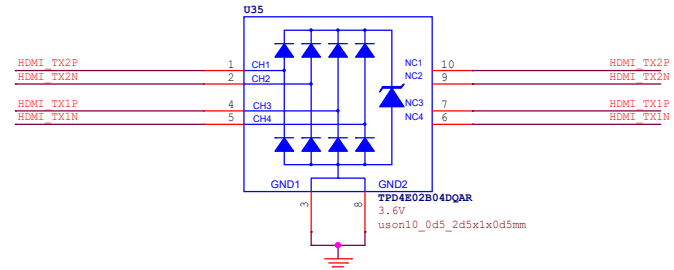 U35
HDMI_TX2P 1 CH1 NC1 10 HDMI_TX2P
HDMI_TX2N 2 CH2 NC2 9 HDMI_TX2N
HDMI_TX1P 4 CH3 NC3 7 HDMI_TX1P
HDMI_TX1N 5 CH4 NC4 6 HDMI_TX1N
GND1 GND2
3 8
TPD4E02B04DQAR
3.6V
uson10_0d5_2d5x1x0d5mm